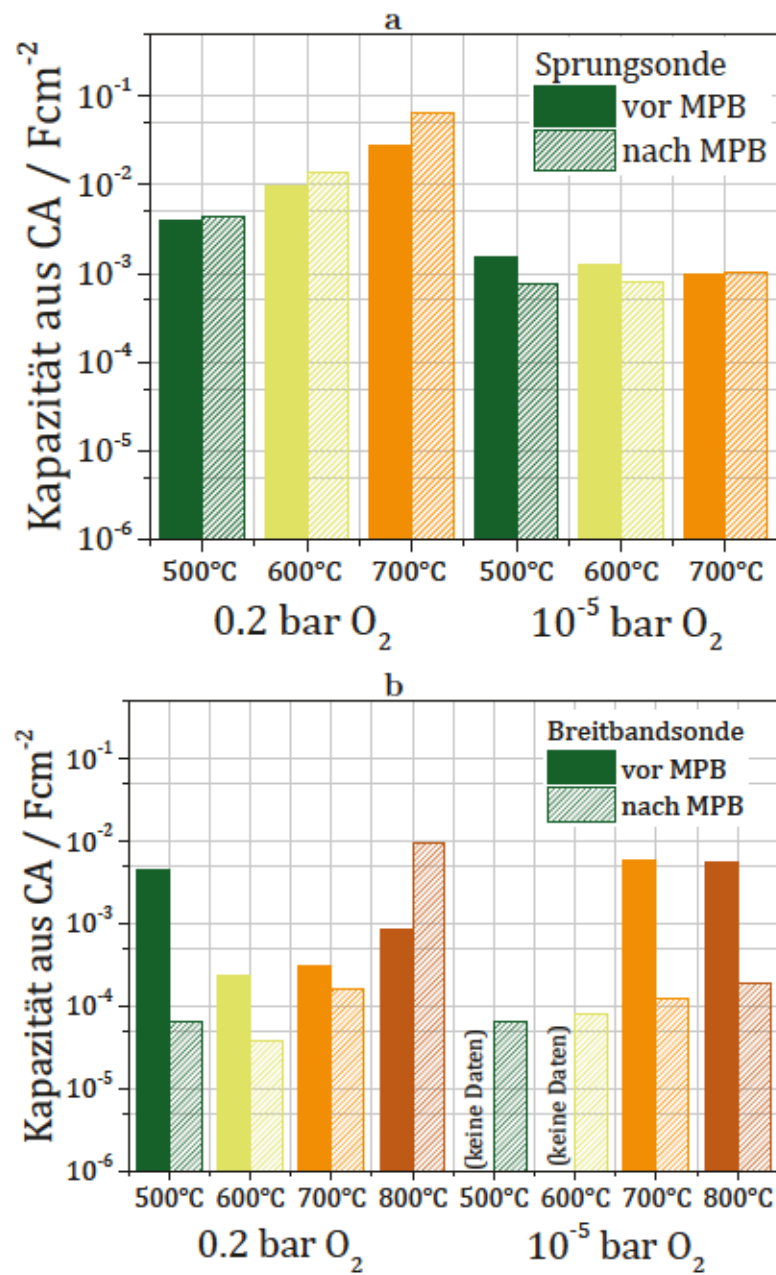 a
Kapazität aus CA / Fcm⁻²
Sprungsonde
vor MPB
nach MPB
10⁻¹
10⁻²
10⁻³
10⁻⁴
10⁻⁵
10⁻⁶
500°C 600°C 700°C 500°C 600°C 700°C
0.2 bar O₂ 10⁻⁵ bar O₂
b
Kapazität aus CA / Fcm⁻²
Breitbandsonde
vor MPB
nach MPB
10⁻¹
10⁻²
10⁻³
10⁻⁴
10⁻⁵
10⁻⁶
(keine Daten)
(keine Daten)
500°C 600°C 700°C 800°C 500°C 600°C 700°C 800°C
0.2 bar O₂ 10⁻⁵ bar O₂